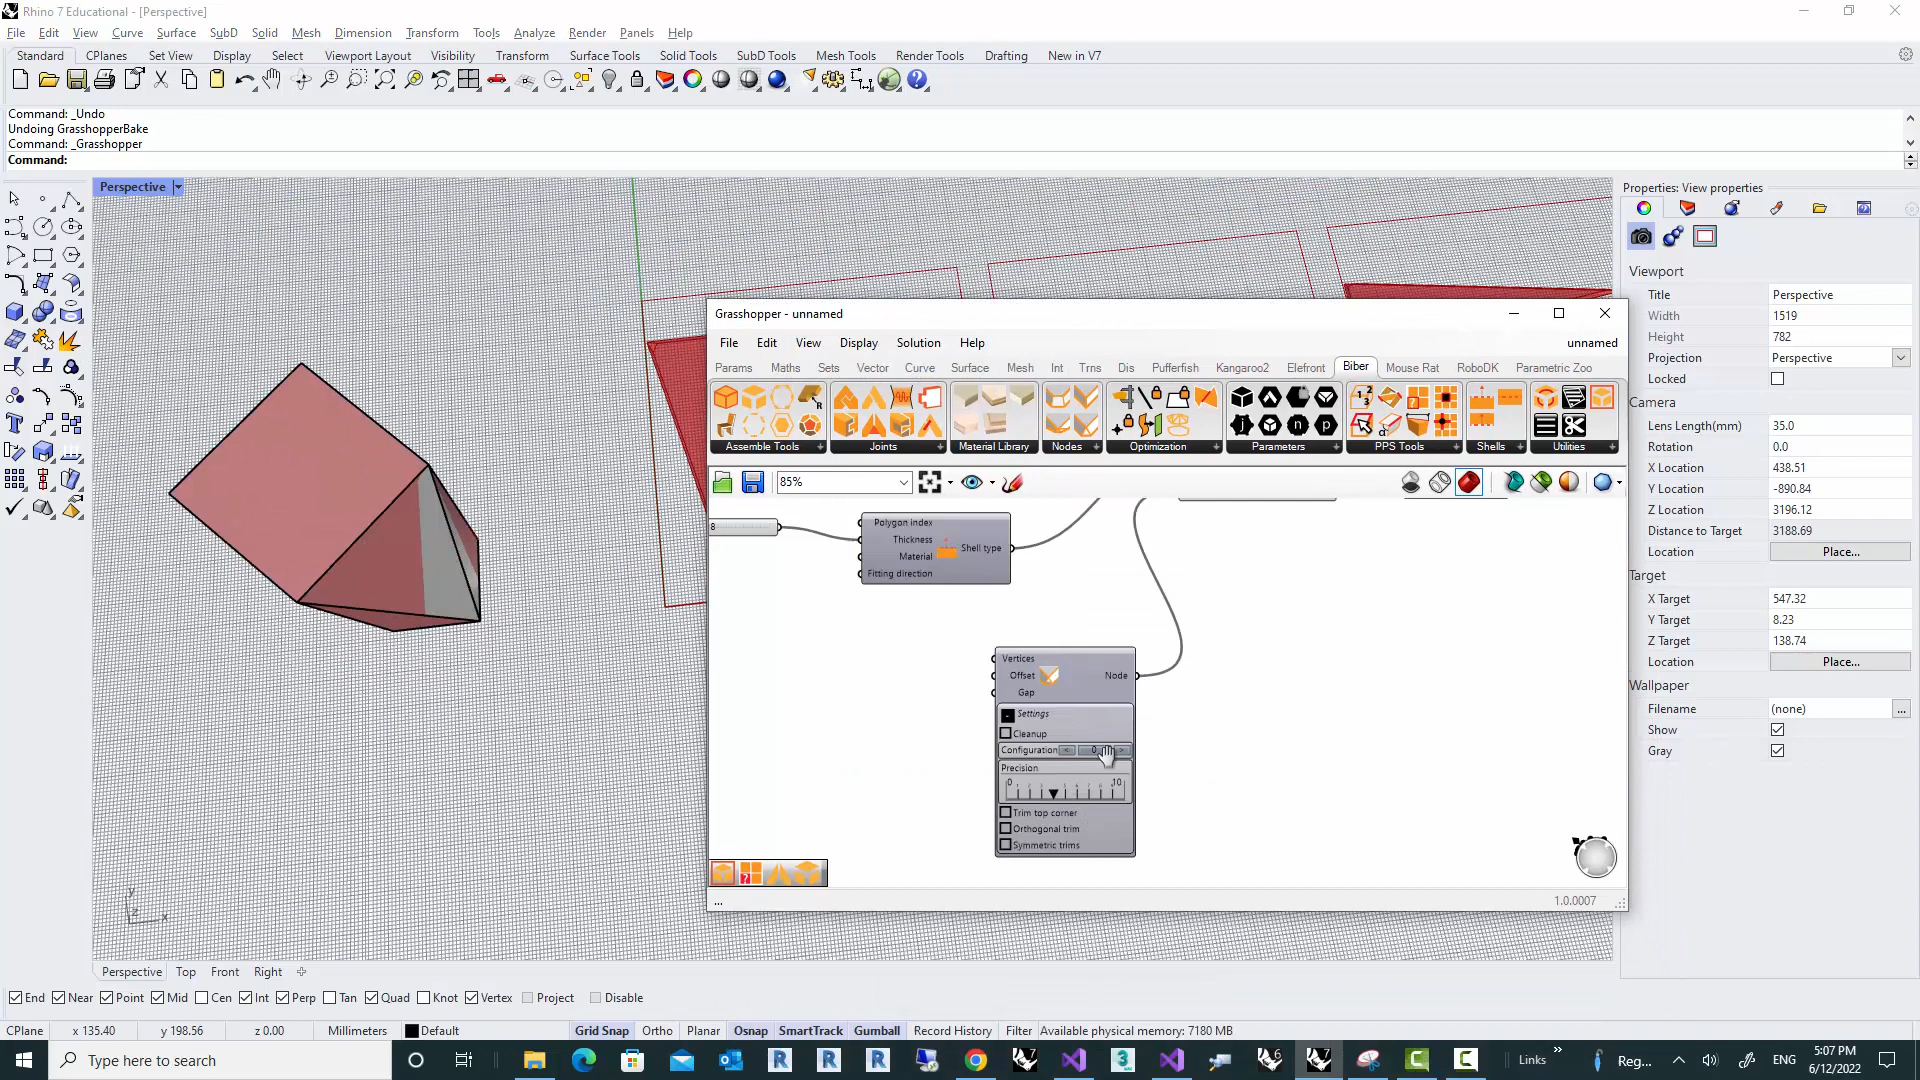 Rhino 7 Educational - [Perspective]
File Edit View Curve Surface SubD Solid Mesh Dimension Transform Tools Analyze Render Panels Help
Standard CPlanes Set View Display Select Viewport Layout Visibility Transform Curve Tools Surface Tools Solid Tools SubD Tools Mesh Tools Render Tools Drafting New in V7
Command: _Undo
Undoing GrasshopperBake
Command: _Grasshopper
Command:
Perspective
Properties: View properties
Viewport
Title Perspective
Width 1519
Height 782
Projection Perspective
Locked
Camera
Lens Length(mm) 35.0
Rotation 0.0
X Location 438.51
Y Location -890.84
Z Location 3196.12
Distance to Target 3188.69
Location Place...
Target
X Target 547.32
Y Target 8.23
Z Target 138.74
Location Place...
Wallpaper
Filename (none) ...
Show
Gray
Grasshopper - unnamed
File Edit View Display Solution Help unnamed
Params Maths Sets Vector Curve Surface Mesh Int Trns Dis Pufferfish Kangaroo2 Elefront Biber Mouse Rat RoboDK Parametric Zoo
Assemble Tools Joints Material Library Nodes Optimization Parameters PPS Tools Shells Utilities
85%
8
Polygon index
Thickness
Material
Fitting direction
Shell type
Vertices
Offset
Gap
Node
Settings
Cleanup
Configuration < 0 >
Precision
0 10
Trim top corner
Orthogonal trim
Symmetric trims
... 1.0.0007
y
z x
Perspective Top Front Right
End Near Point Mid Cen Int Perp Tan Quad Knot Vertex Project Disable
CPlane x 135.40 y 198.56 z 0.00 Millimeters Default Grid Snap Ortho Planar Osnap SmartTrack Gumball Record History Filter Available physical memory: 7180 MB
Type here to search
Links
Reg...
ENG
5:07 PM
6/12/2022